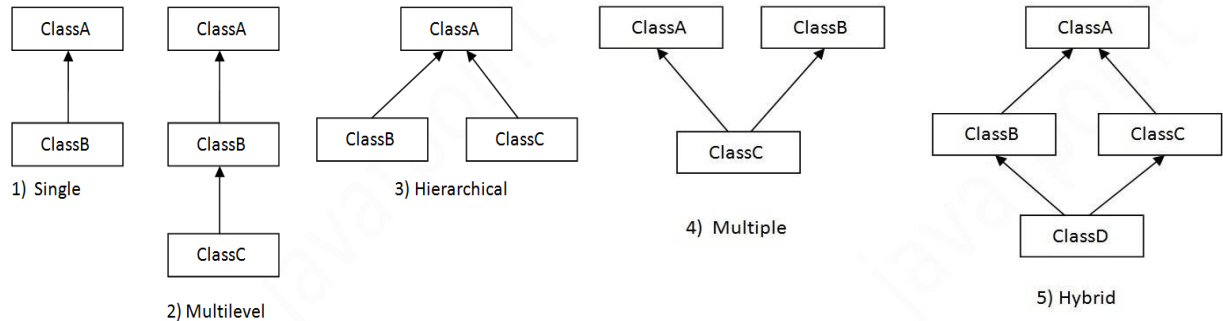 ClassA
ClassB
1) Single
ClassA
ClassB
ClassC
2) Multilevel
ClassA
ClassB
ClassC
3) Hierarchical
ClassA
ClassB
ClassC
4) Multiple
ClassA
ClassB
ClassC
ClassD
5) Hybrid